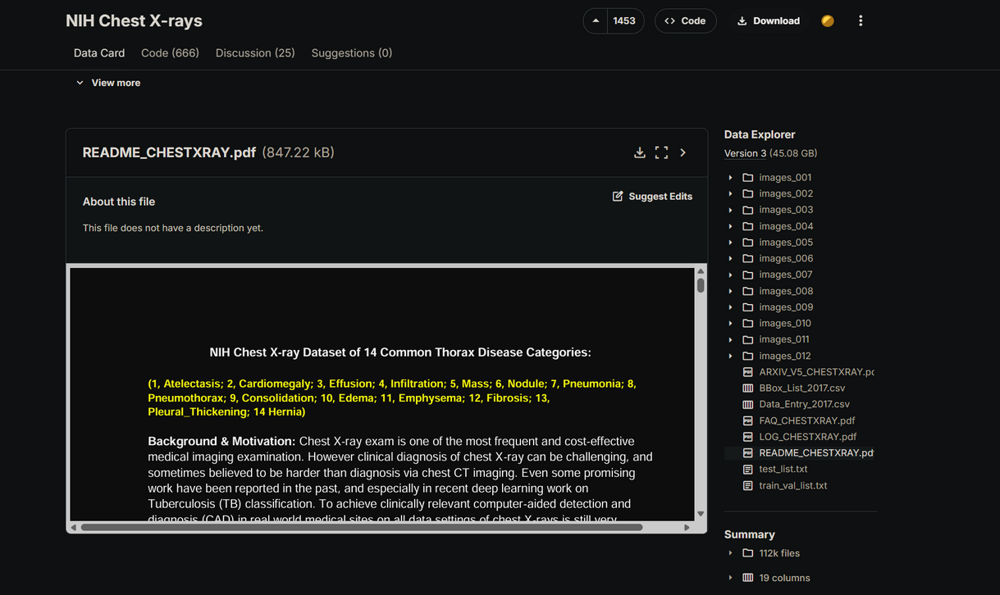 NIH Chest X-rays
1453
Code
Download
Data Card
Code (666)
Discussion (25)
Suggestions (0)
View more
README_CHESTXRAY.pdf (847.22 kB)
About this file
Suggest Edits
This file does not have a description yet.
NIH Chest X-ray Dataset of 14 Common Thorax Disease Categories:
(1, Atelectasis; 2, Cardiomegaly; 3, Effusion; 4, Infiltration; 5, Mass; 6, Nodule; 7, Pneumonia; 8,
Pneumothorax; 9, Consolidation; 10, Edema; 11, Emphysema; 12, Fibrosis; 13,
Pleural_Thickening; 14 Hernia)
Background & Motivation: Chest X-ray exam is one of the most frequent and cost-effective
medical imaging examination. However clinical diagnosis of chest X-ray can be challenging, and
sometimes believed to be harder than diagnosis via chest CT imaging. Even some promising
work have been reported in the past, and especially in recent deep learning work on
Tuberculosis (TB) classification. To achieve clinically relevant computer-aided detection and
diagnosis (CAD) in real world medical sites on all data settings of chest X-rays is still very
Data Explorer
Version 3 (45.08 GB)
images_001
images_002
images_003
images_004
images_005
images_006
images_007
images_008
images_009
images_010
images_011
images_012
ARXIV_V5_CHESTXRAY.pd
BBox_List_2017.csv
Data_Entry_2017.csv
FAQ_CHESTXRAY.pdf
LOG_CHESTXRAY.pdf
README_CHESTXRAY.pdf
test_list.txt
train_val_list.txt
Summary
112k files
19 columns